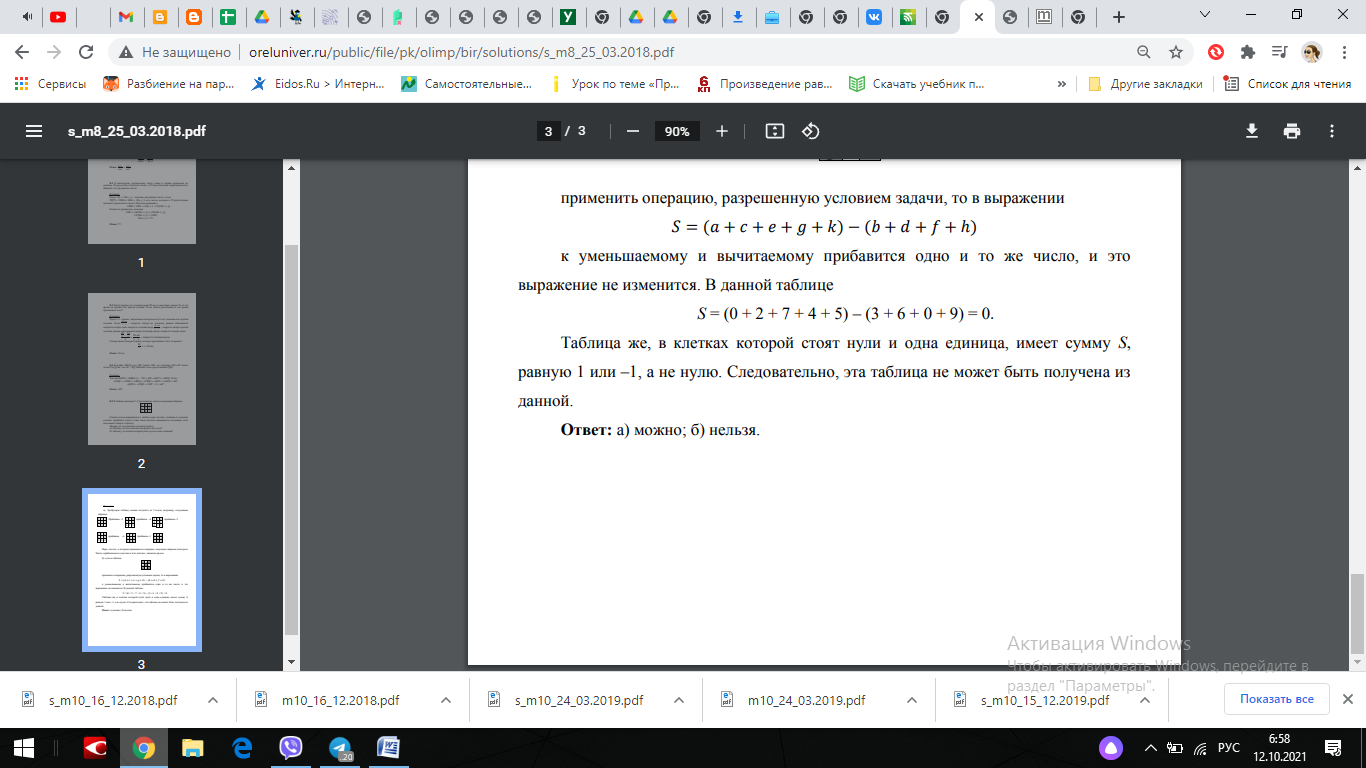 Не защищено
oreluniver.ru/public/file/pk/olimp/bir/solutions/s_m8_25_03.2018.pdf
Сервисы
Разбиение на пар...
Eidos.Ru > Интерн...
Самостоятельные...
Урок по теме «Пр...
Произведение рав...
Скачать учебник п...
»
Другие закладки
Список для чтения
s_m8_25_03.2018.pdf
3 / 3
90%
1
2
3
применить операцию, разрешенную условием задачи, то в выражении
S = (a + c + e + g + k) − (b + d + f + h)
к уменьшаемому и вычитаемому прибавится одно и то же число, и это
выражение не изменится. В данной таблице
S = (0 + 2 + 7 + 4 + 5) – (3 + 6 + 0 + 9) = 0.
Таблица же, в клетках которой стоят нули и одна единица, имеет сумму S,
равную 1 или –1, а не нулю. Следовательно, эта таблица не может быть получена из
данной.
Ответ: а) можно; б) нельзя.
Активация Windows
Чтобы активировать Windows, перейдите в
раздел "Параметры".
s_m10_16_12.2018.pdf
m10_16_12.2018.pdf
s_m10_24_03.2019.pdf
m10_24_03.2019.pdf
s_m10_15_12.2019.pdf
Показать все
20
РУС
6:58
12.10.2021